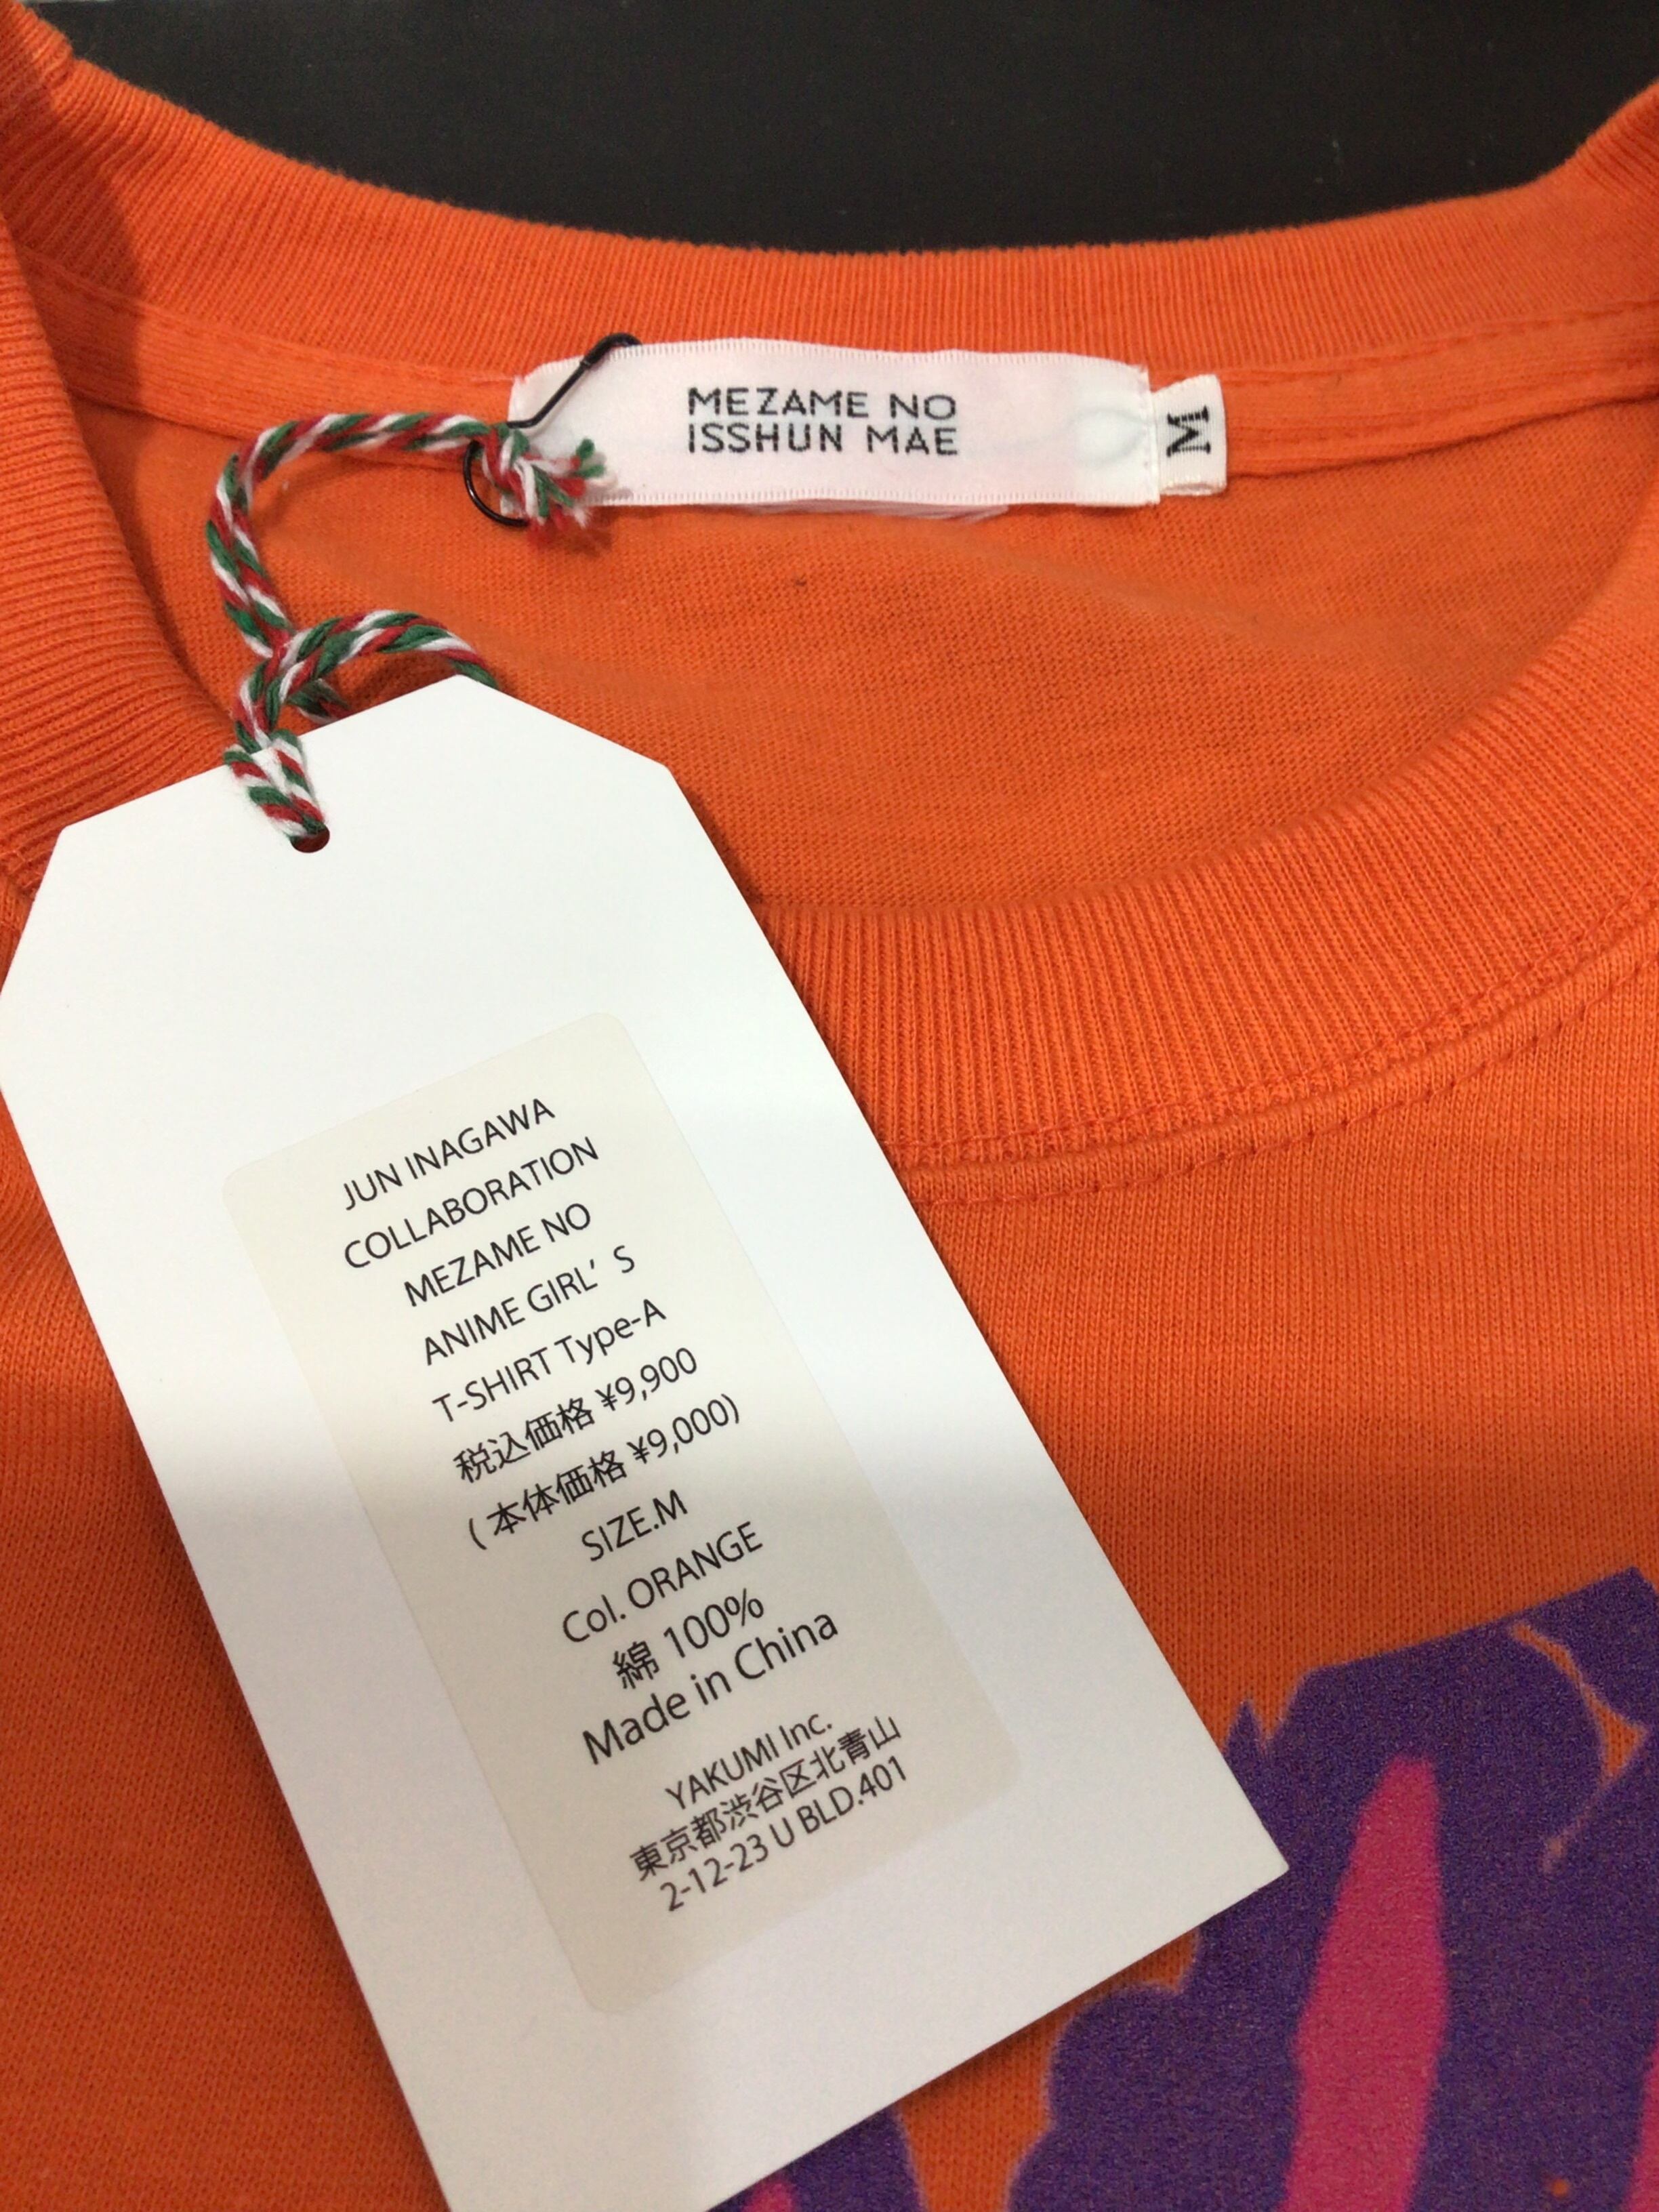 MEZAME NO
ISSHUN MAE
M
JUN INAGAWA
COLLABORATION
MEZAME NO
ANIME GIRL’S
T-SHIRT Type-A
税込価格 ¥9,900
(本体価格 ¥9,000)
SIZE.M
Col. ORANGE
綿 100%
Made in China
YAKUMI Inc.
東京都渋谷区北青山
2-12-23 U BLD.401